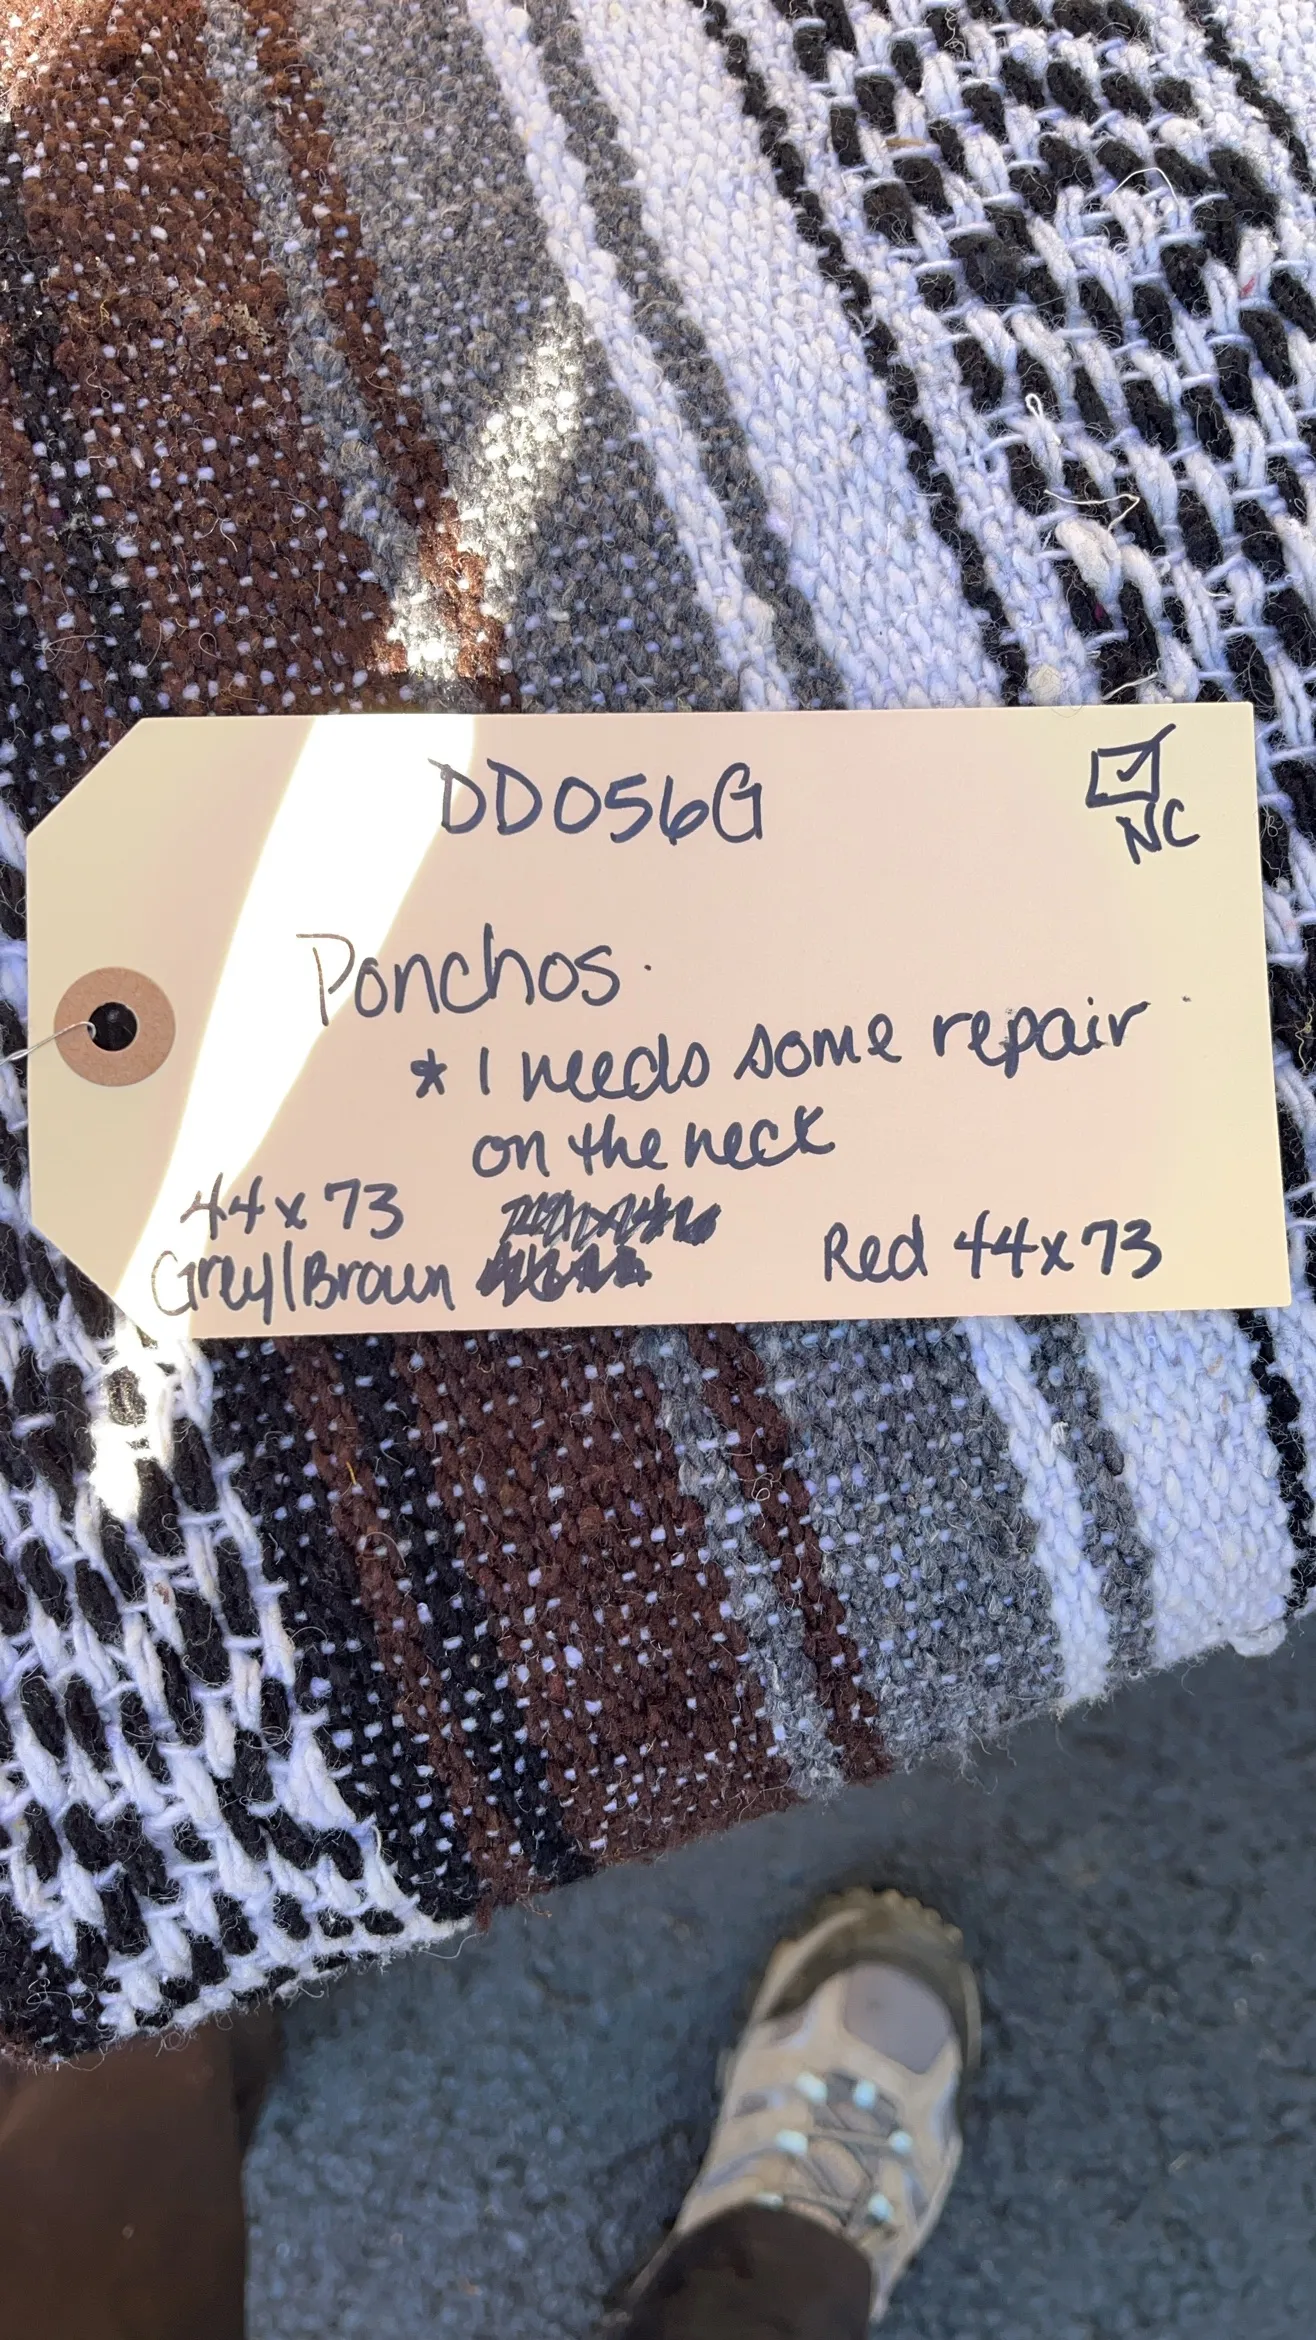 DD056G
NC
Ponchos.
* 1 needs some repair
on the neck
44x73
Grey/Brown
Red 44x73